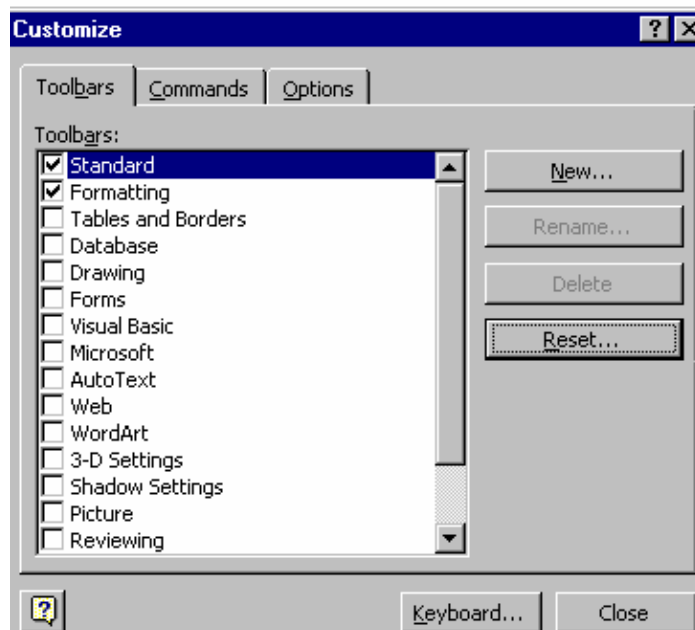 Customize
Toolbars Commands Options
Toolbars:
Standard
Formatting
Tables and Borders
Database
Drawing
Forms
Visual Basic
Microsoft
AutoText
Web
WordArt
3-D Settings
Shadow Settings
Picture
Reviewing
New...
Rename...
Delete
Reset...
Keyboard... Close